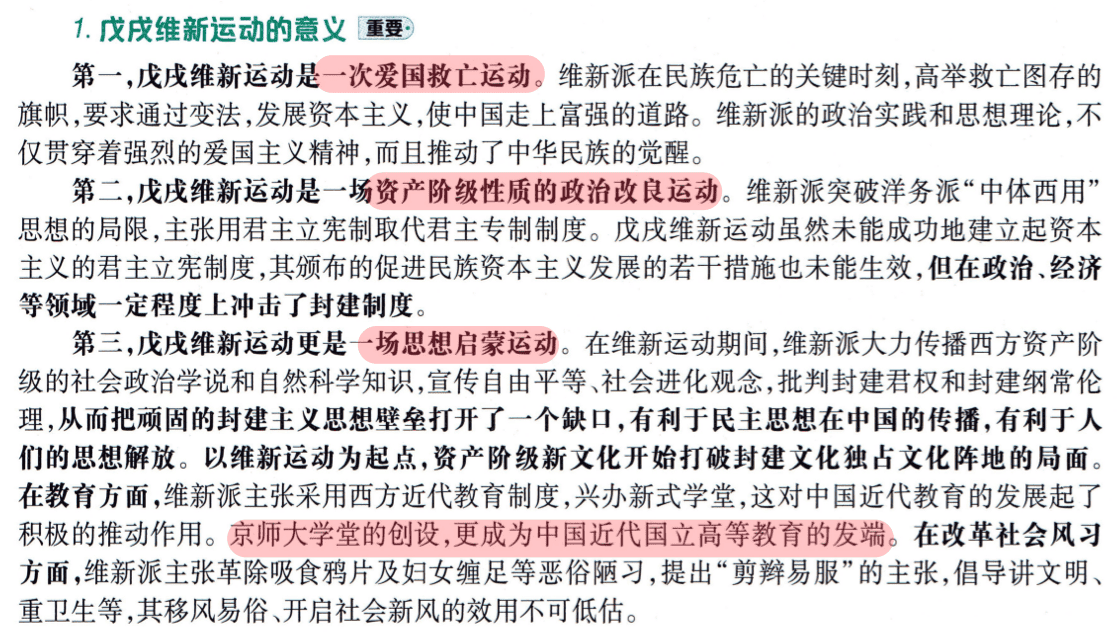 1. 戊戌维新运动的意义 重要
第一,戊戌维新运动是一次爱国救亡运动。维新派在民族危亡的关键时刻,高举救亡图存的
旗帜,要求通过变法,发展资本主义,使中国走上富强的道路。维新派的政治实践和思想理论,不
仅贯穿着强烈的爱国主义精神,而且推动了中华民族的觉醒。
第二,戊戌维新运动是一场资产阶级性质的政治改良运动。维新派突破洋务派“中体西用”
思想的局限,主张用君主立宪制取代君主专制制度。戊戌维新运动虽然未能成功地建立起资本
主义的君主立宪制度,其颁布的促进民族资本主义发展的若干措施也未能生效,但在政治、经济
等领域一定程度上冲击了封建制度。
第三,戊戌维新运动更是一场思想启蒙运动。在维新运动期间,维新派大力传播西方资产阶
级的社会政治学说和自然科学知识,宣传自由平等、社会进化观念,批判封建君权和封建纲常伦
理,从而把顽固的封建主义思想壁垒打开了一个缺口,有利于民主思想在中国的传播,有利于人
们的思想解放。以维新运动为起点,资产阶级新文化开始打破封建文化独占文化阵地的局面。
在教育方面,维新派主张采用西方近代教育制度,兴办新式学堂,这对中国近代教育的发展起了
积极的推动作用。京师大学堂的创设,更成为中国近代国立高等教育的发端。在改革社会风习
方面,维新派主张革除吸食鸦片及妇女缠足等恶俗陋习,提出“剪辫易服”的主张,倡导讲文明、
重卫生等,其移风易俗、开启社会新风的效用不可低估。